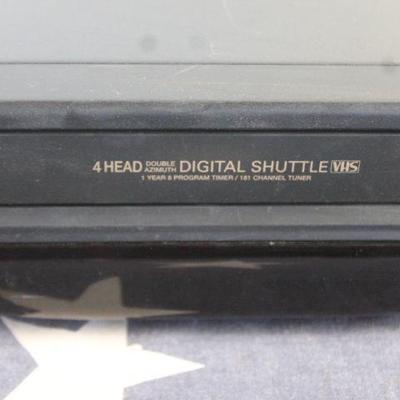 4 HEAD DOUBLE AZIMUTH DIGITAL SHUTTLE VHS
1 YEAR 8 PROGRAM TIMER / 181 CHANNEL TUNER